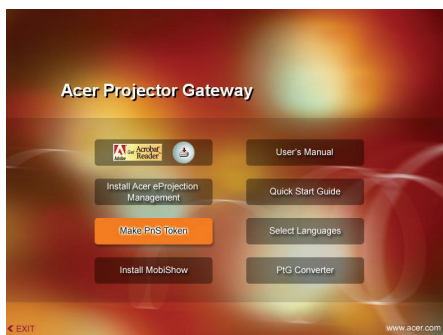 Acer Projector Gateway
Adobe
Get Acrobat Reader
User's Manual
Install Acer eProjection
Management
Quick Start Guide
Make PnS Token
Select Languages
Install MobiShow
PtG Converter
EXIT
www.acer.com